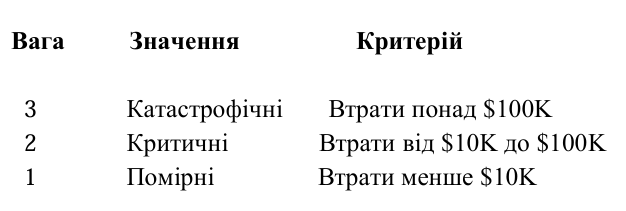 Вага Значення Критерій
3 Катастрофічні Втрати понад $100K
2 Критичні Втрати від $10K до $100K
1 Помірні Втрати менше $10K